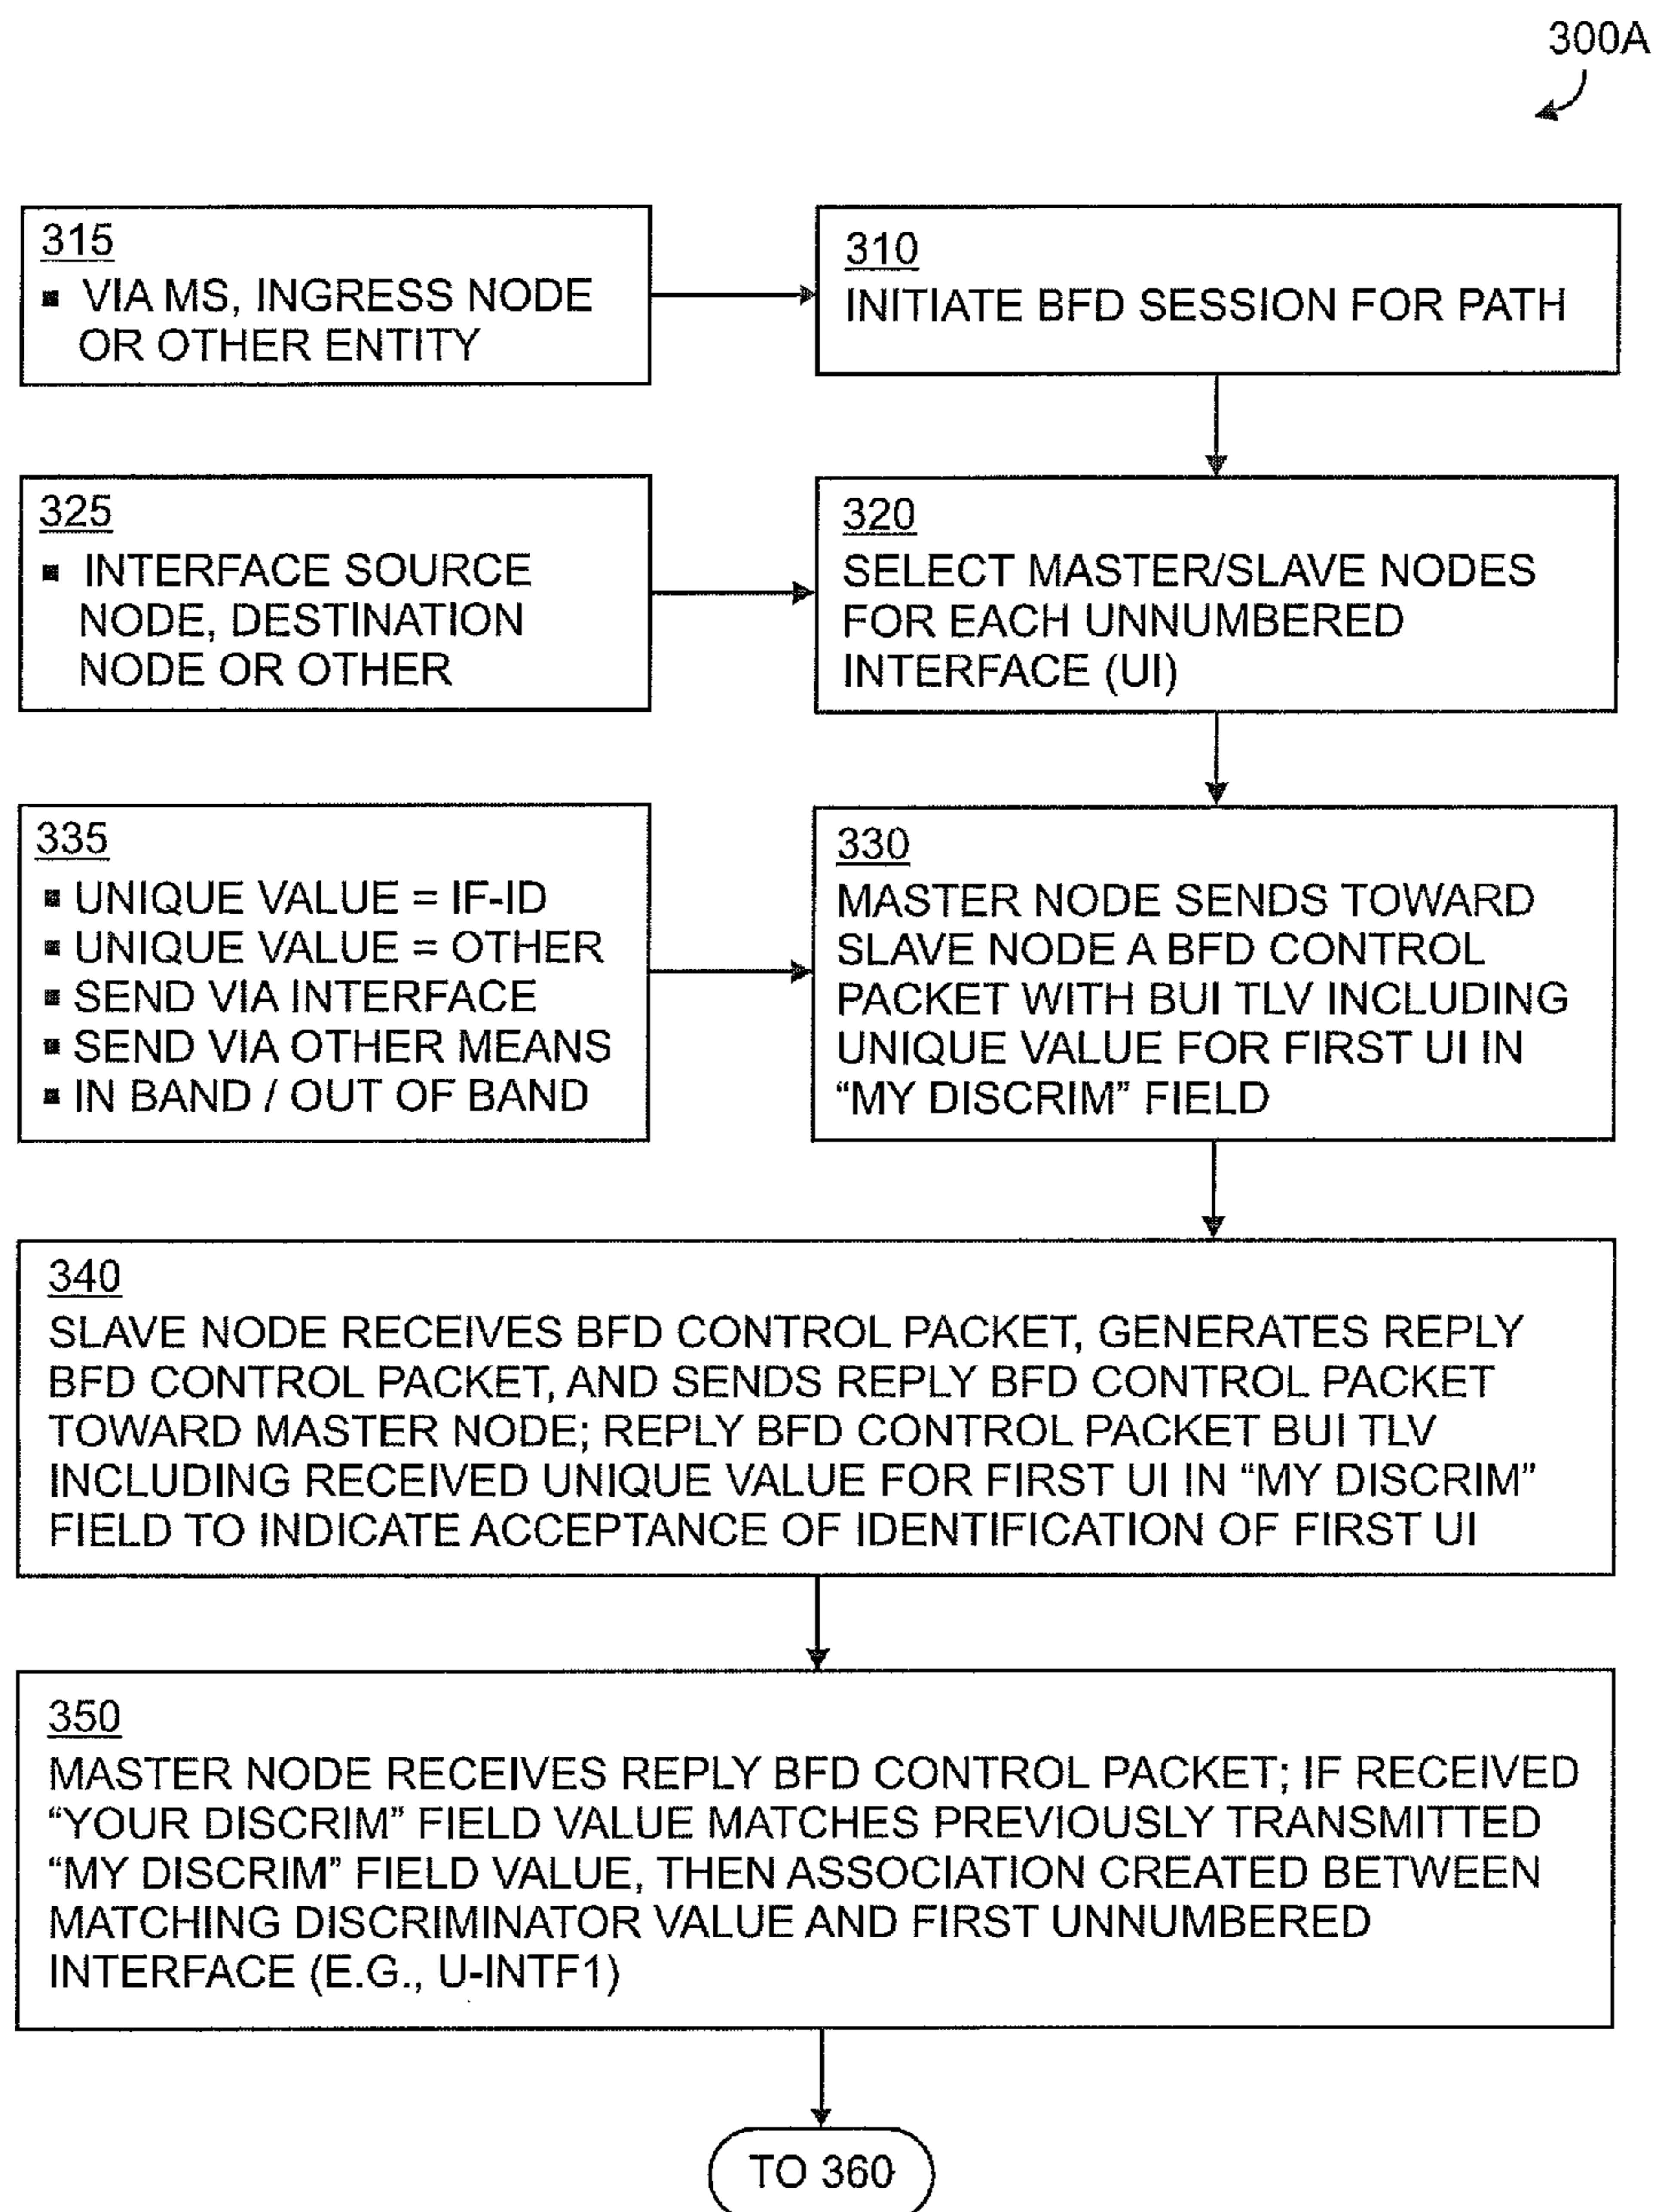 300A
315
▪ VIA MS, INGRESS NODE
OR OTHER ENTITY
310
INITIATE BFD SESSION FOR PATH
325
▪ INTERFACE SOURCE
NODE, DESTINATION
NODE OR OTHER
320
SELECT MASTER/SLAVE NODES
FOR EACH UNNUMBERED
INTERFACE (UI)
335
▪ UNIQUE VALUE = IF-ID
▪ UNIQUE VALUE = OTHER
▪ SEND VIA INTERFACE
▪ SEND VIA OTHER MEANS
▪ IN BAND / OUT OF BAND
330
MASTER NODE SENDS TOWARD
SLAVE NODE A BFD CONTROL
PACKET WITH BUI TLV INCLUDING
UNIQUE VALUE FOR FIRST UI IN
“MY DISCRIM” FIELD
340
SLAVE NODE RECEIVES BFD CONTROL PACKET, GENERATES REPLY
BFD CONTROL PACKET, AND SENDS REPLY BFD CONTROL PACKET
TOWARD MASTER NODE; REPLY BFD CONTROL PACKET BUI TLV
INCLUDING RECEIVED UNIQUE VALUE FOR FIRST UI IN “MY DISCRIM”
FIELD TO INDICATE ACCEPTANCE OF IDENTIFICATION OF FIRST UI
350
MASTER NODE RECEIVES REPLY BFD CONTROL PACKET; IF RECEIVED
“YOUR DISCRIM” FIELD VALUE MATCHES PREVIOUSLY TRANSMITTED
“MY DISCRIM” FIELD VALUE, THEN ASSOCIATION CREATED BETWEEN
MATCHING DISCRIMINATOR VALUE AND FIRST UNNUMBERED
INTERFACE (E.G., U-INTF1)
TO 360